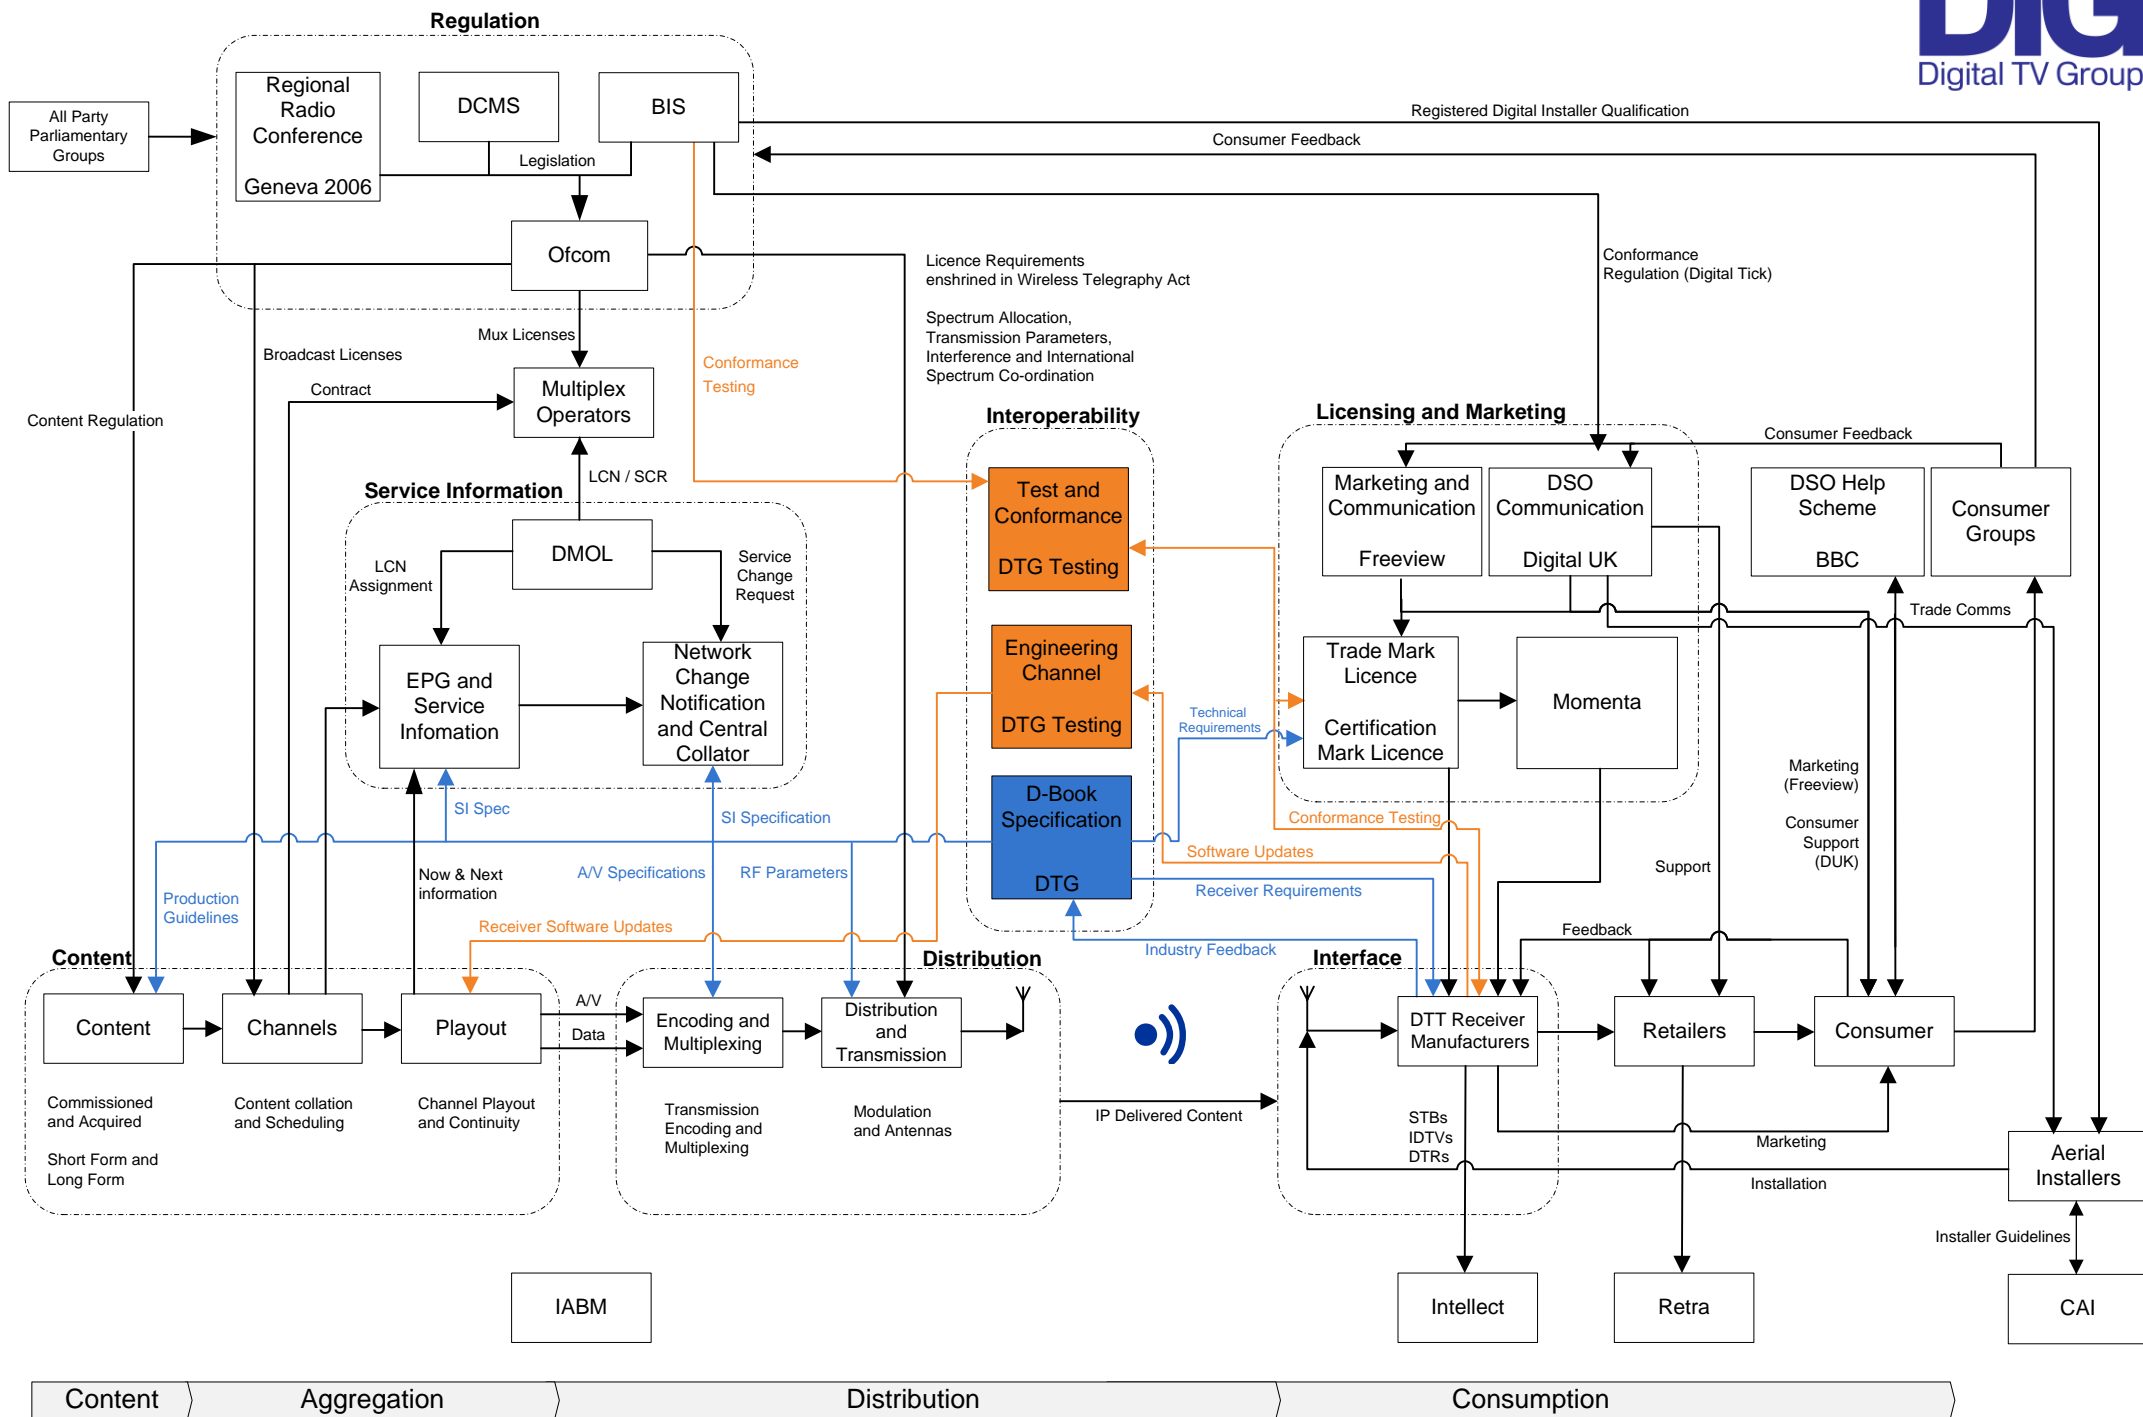 Regulation
DTG
Digital TV Group
All Party
Parliamentary
Groups
Regional
Radio
Conference
Geneva 2006
DCMS
BIS
Legislation
Ofcom
Registered Digital Installer Qualification
Consumer Feedback
Licence Requirements
enshrined in Wireless Telegraphy Act
Spectrum Allocation,
Transmission Parameters,
Interference and International
Spectrum Co-ordination
Conformance
Regulation (Digital Tick)
Mux Licenses
Broadcast Licenses
Contract
Content Regulation
Multiplex
Operators
Conformance
Testing
LCN / SCR
Service Information
DMOL
LCN
Assignment
Service
Change
Request
EPG and
Service
Infomation
Network
Change
Notification
and Central
Collator
Interoperability
Test and
Conformance
DTG Testing
Engineering
Channel
DTG Testing
D-Book
Specification
DTG
Licensing and Marketing
Consumer Feedback
Marketing and
Communication
Freeview
DSO
Communication
Digital UK
DSO Help
Scheme
BBC
Consumer
Groups
Trade Comms
Trade Mark
Licence
Certification
Mark Licence
Momenta
Technical
Requirements
Marketing
(Freeview)
Consumer
Support
(DUK)
Support
SI Spec
SI Specification
A/V Specifications
RF Parameters
Now & Next
information
Production
Guidelines
Receiver Software Updates
Conformance Testing
Software Updates
Receiver Requirements
Industry Feedback
Feedback
Content
Distribution
Interface
Content
Channels
Playout
A/V
Data
Encoding and
Multiplexing
Distribution
and
Transmission
DTT Receiver
Manufacturers
Retailers
Consumer
Commissioned
and Acquired
Short Form and
Long Form
Content collation
and Scheduling
Channel Playout
and Continuity
Transmission
Encoding and
Multiplexing
Modulation
and Antennas
IP Delivered Content
STBs
IDTVs
DTRs
Marketing
Installation
Aerial
Installers
Installer Guidelines
IABM
Intellect
Retra
CAI
Content
Aggregation
Distribution
Consumption